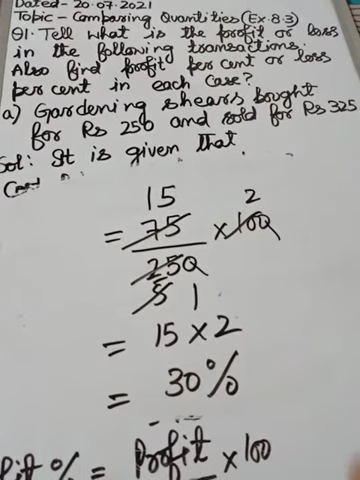 Dated- 20.07.2021
Topic - Comparing Quantities (Ex. 8.3)
Q1. Tell what is the profit or loss
in the following transactions.
Also find profit per cent or loss
per cent in each case?
a) Gardening shears bought
for Rs 250 and sold for Rs 325
Sol: It is given that
15 2
= 75 × 100
250
5 1
= 15 × 2
= 30%
% = Profit × 100